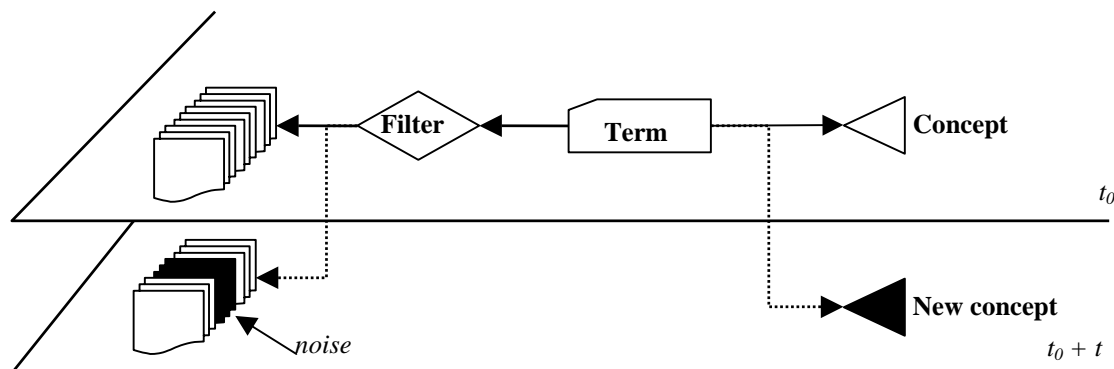 Filter
Term
Concept
t0
New concept
noise
t0 + t